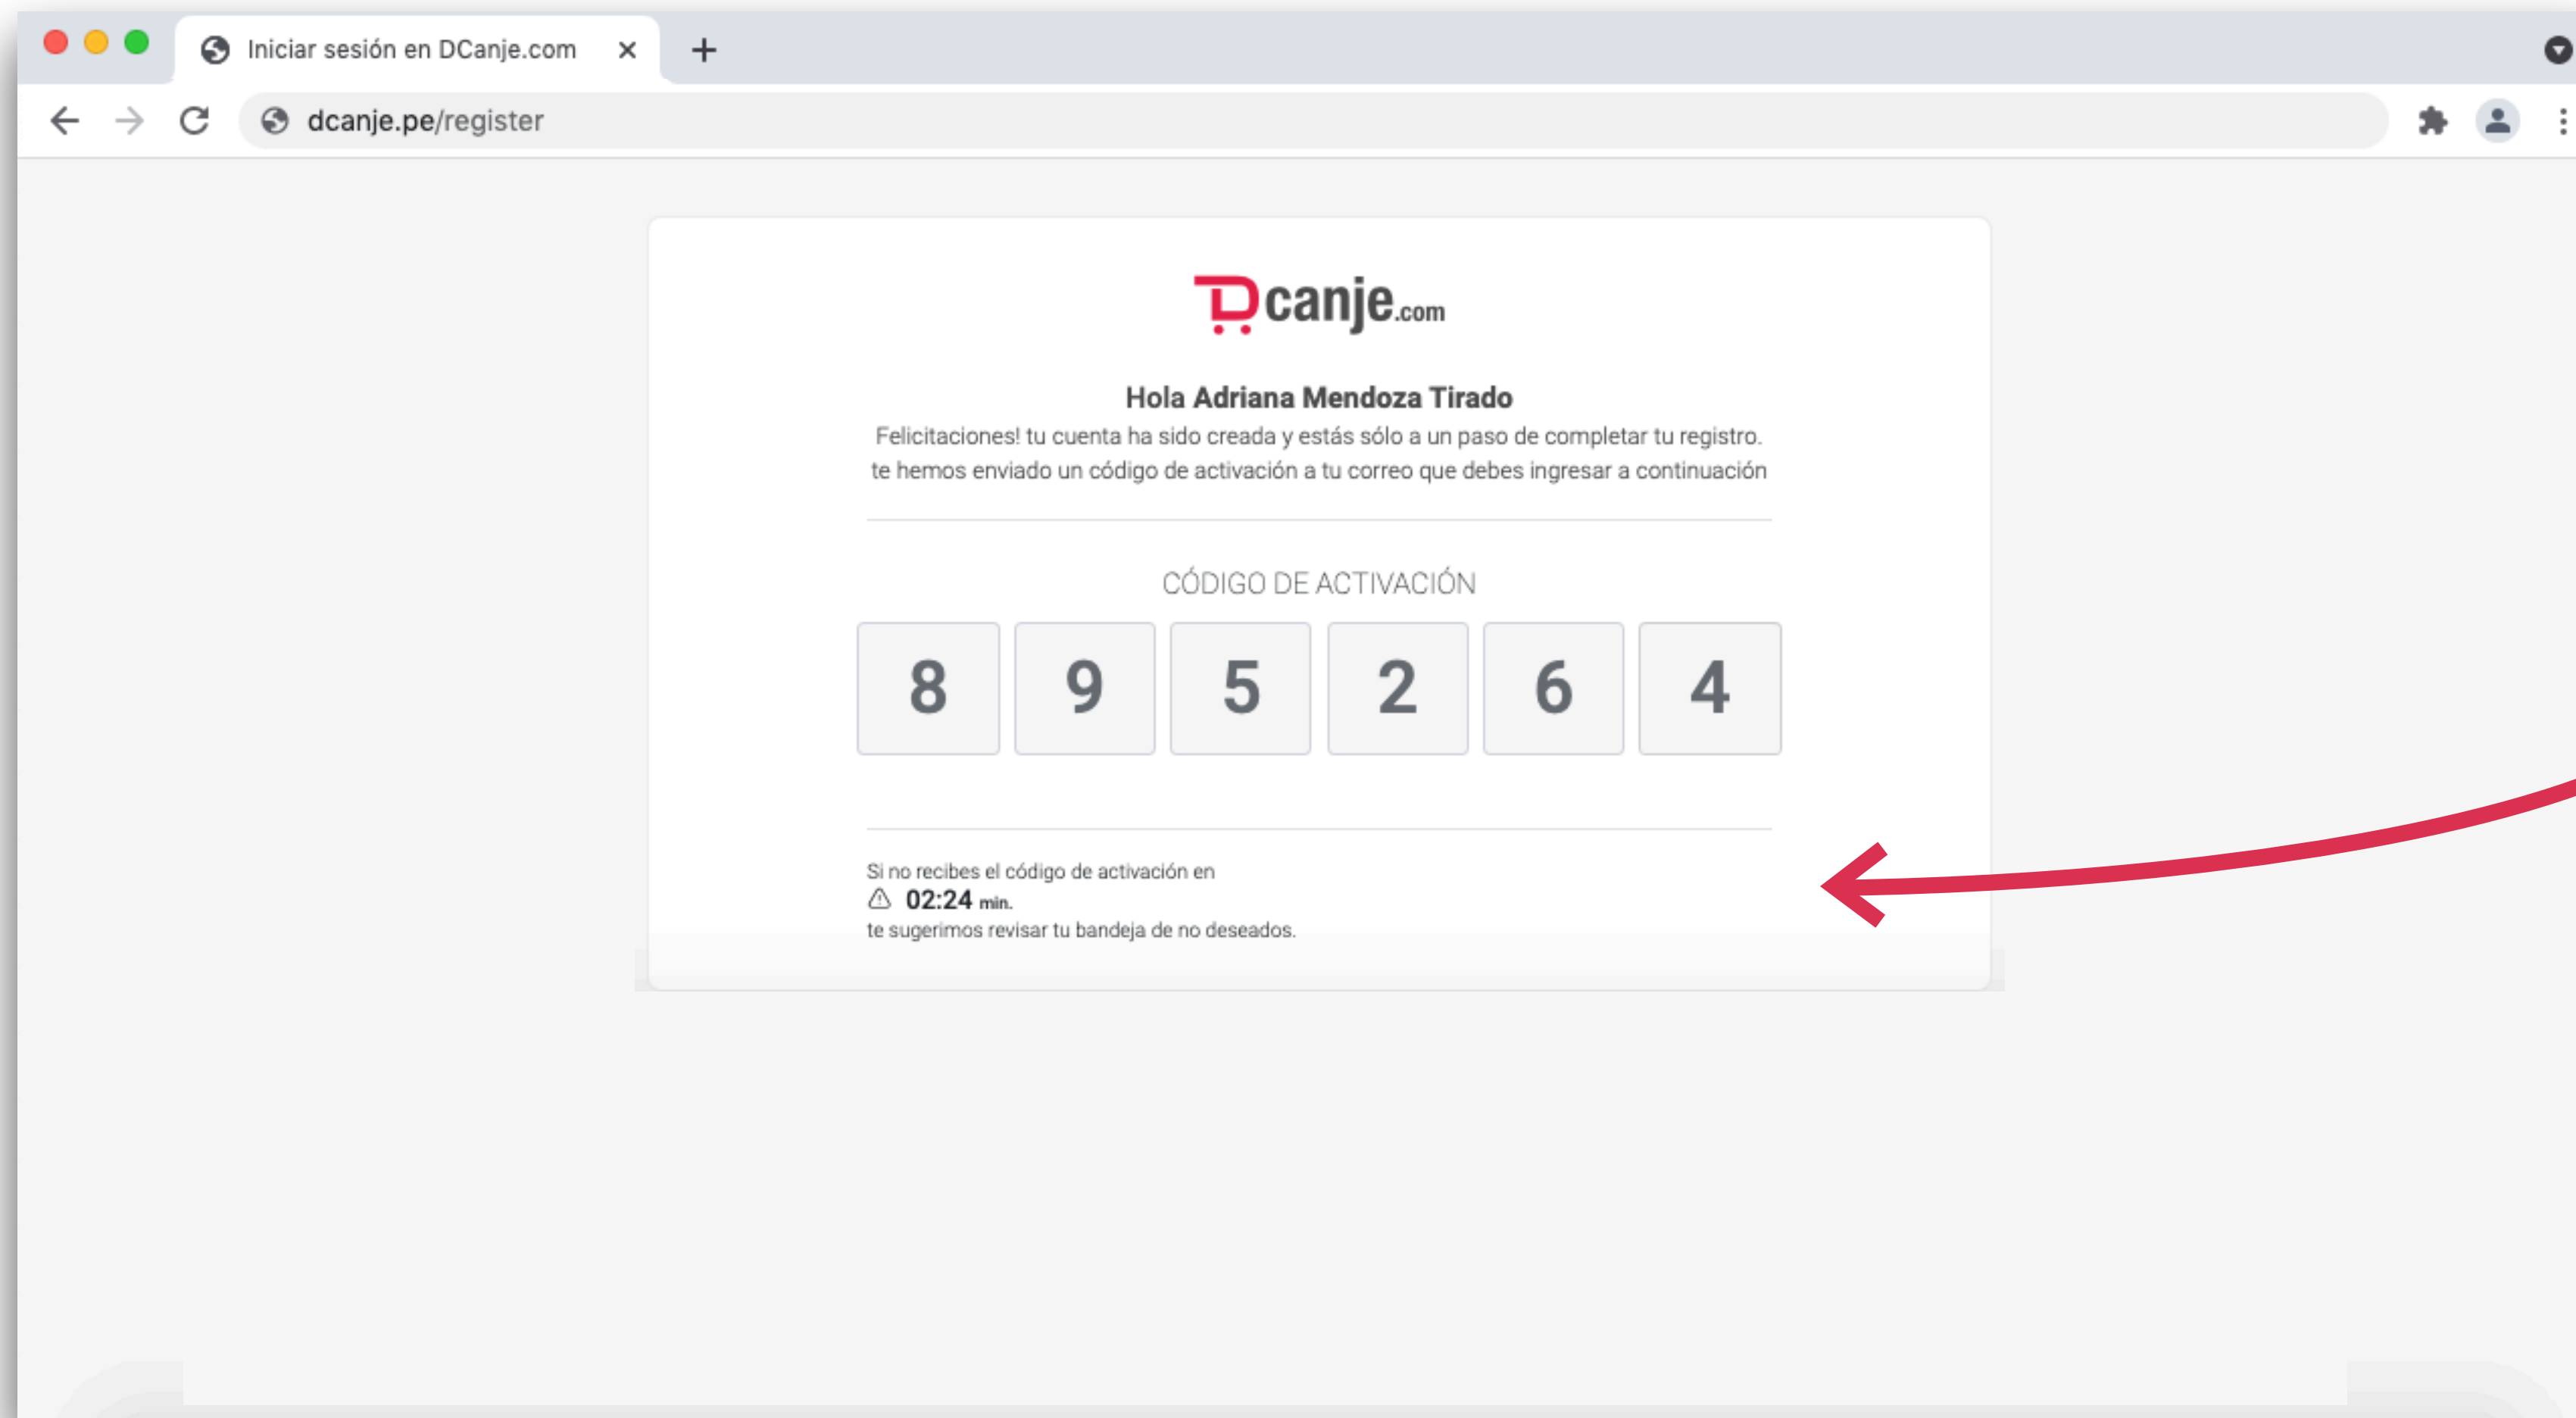 Iniciar sesión en DCanje.com
dcanje.pe/register
Dcanje.com
Hola Adriana Mendoza Tirado
Felicitaciones! tu cuenta ha sido creada y estás sólo a un paso de completar tu registro.
te hemos enviado un código de activación a tu correo que debes ingresar a continuación
CÓDIGO DE ACTIVACIÓN
8 9 5 2 6 4
Si no recibes el código de activación en
02:24 min.
te sugerimos revisar tu bandeja de no deseados.